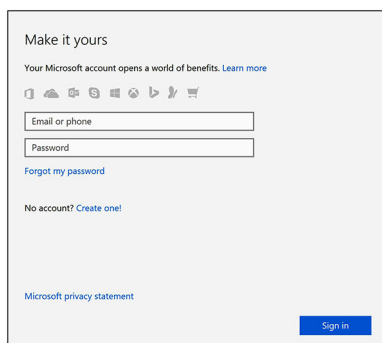 Make it yours
Your Microsoft account opens a world of benefits. Learn more
Email or phone
Password
Forgot my password
No account? Create one!
Microsoft privacy statement
Sign in